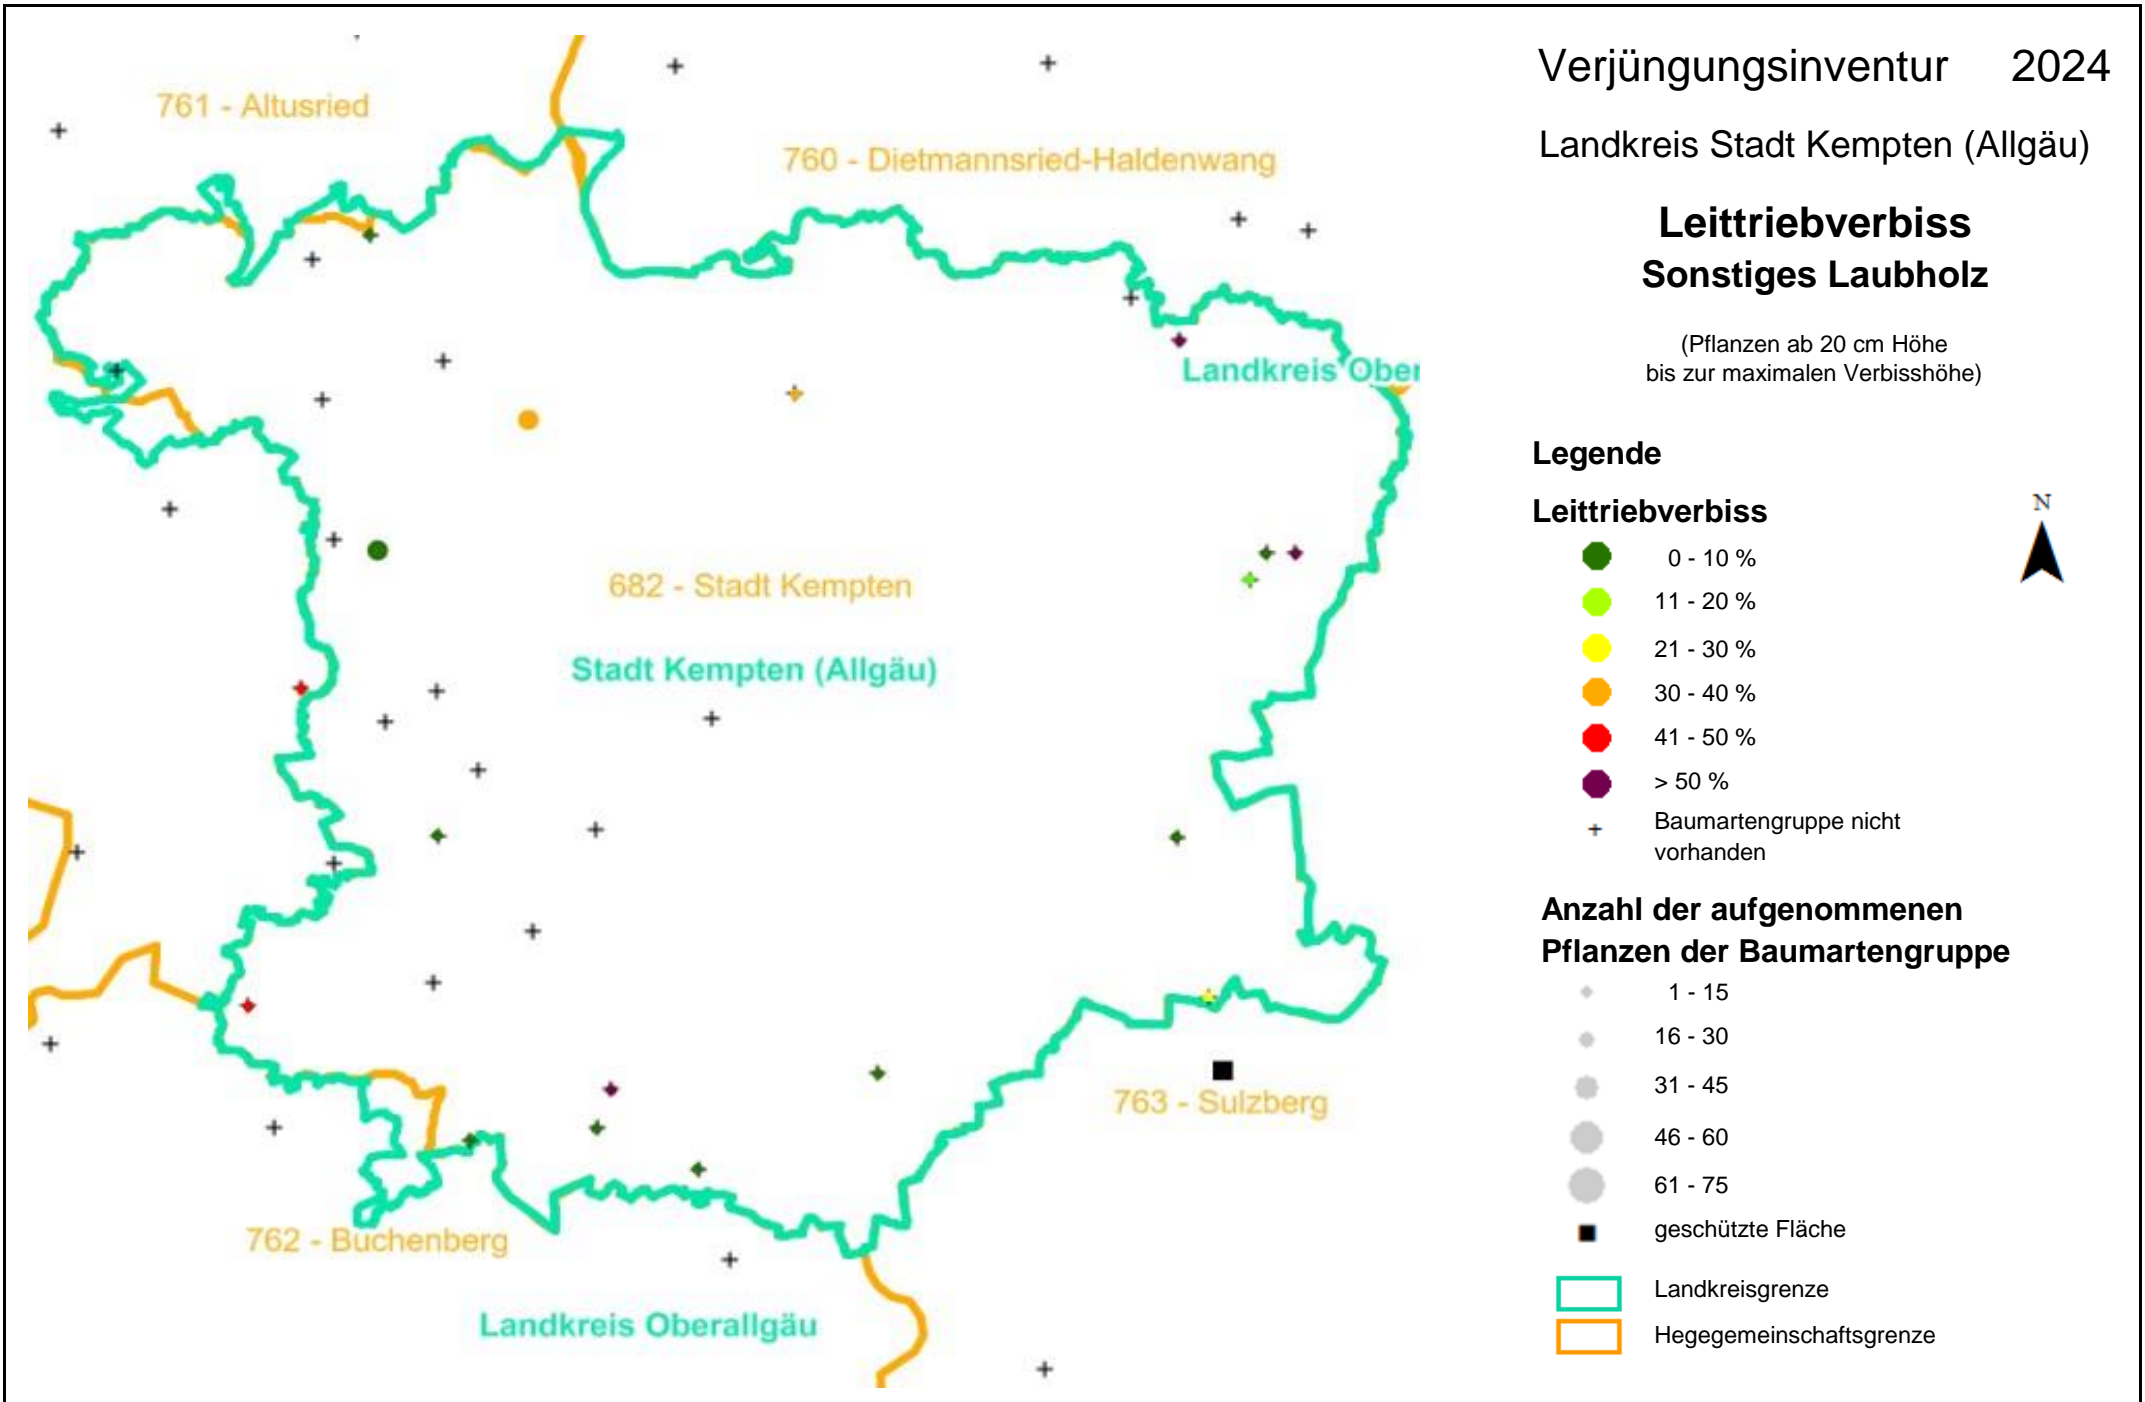 Verjüngungsinventur 2024
Landkreis Stadt Kempten (Allgäu)
Leittriebverbiss
Sonstiges Laubholz
(Pflanzen ab 20 cm Höhe
bis zur maximalen Verbisshöhe)
Legende
Leittriebverbiss
N
0 - 10 %
11 - 20 %
21 - 30 %
30 - 40 %
41 - 50 %
> 50 %
Baumartengruppe nicht
vorhanden
Anzahl der aufgenommenen
Pflanzen der Baumartengruppe
1 - 15
16 - 30
31 - 45
46 - 60
61 - 75
geschützte Fläche
Landkreisgrenze
Hegegemeinschaftsgrenze
761 - Altusried
760 - Dietmannsried-Haldenwang
Landkreis Ober
682 - Stadt Kempten
Stadt Kempten (Allgäu)
763 - Sulzberg
762 - Buchenberg
Landkreis Oberallgäu